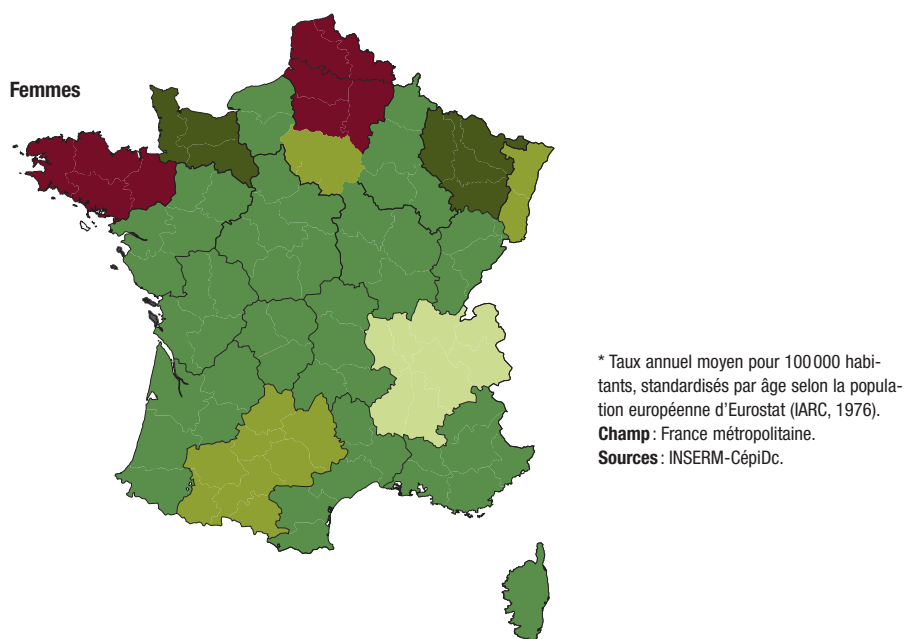 Femmes
* Taux annuel moyen pour 100 000 habi-
tants, standardisés par âge selon la popula-
tion européenne d'Eurostat (IARC, 1976).
Champ : France métropolitaine.
Sources : INSERM-CépiDc.